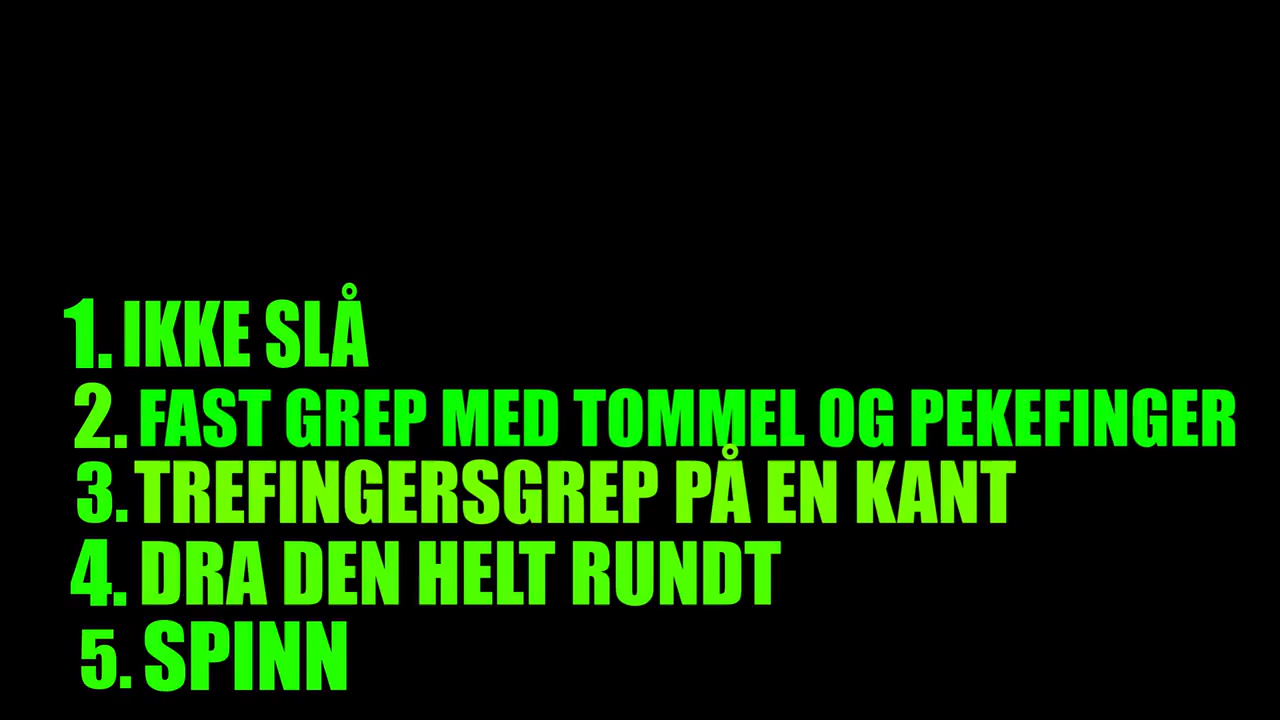 1. IKKE SLÅ
2. FAST GREP MED TOMMEL OG PEKEFINGER
3. TREFINGERSGREP PÅ EN KANT
4. DRA DEN HELT RUNDT
5. SPINN